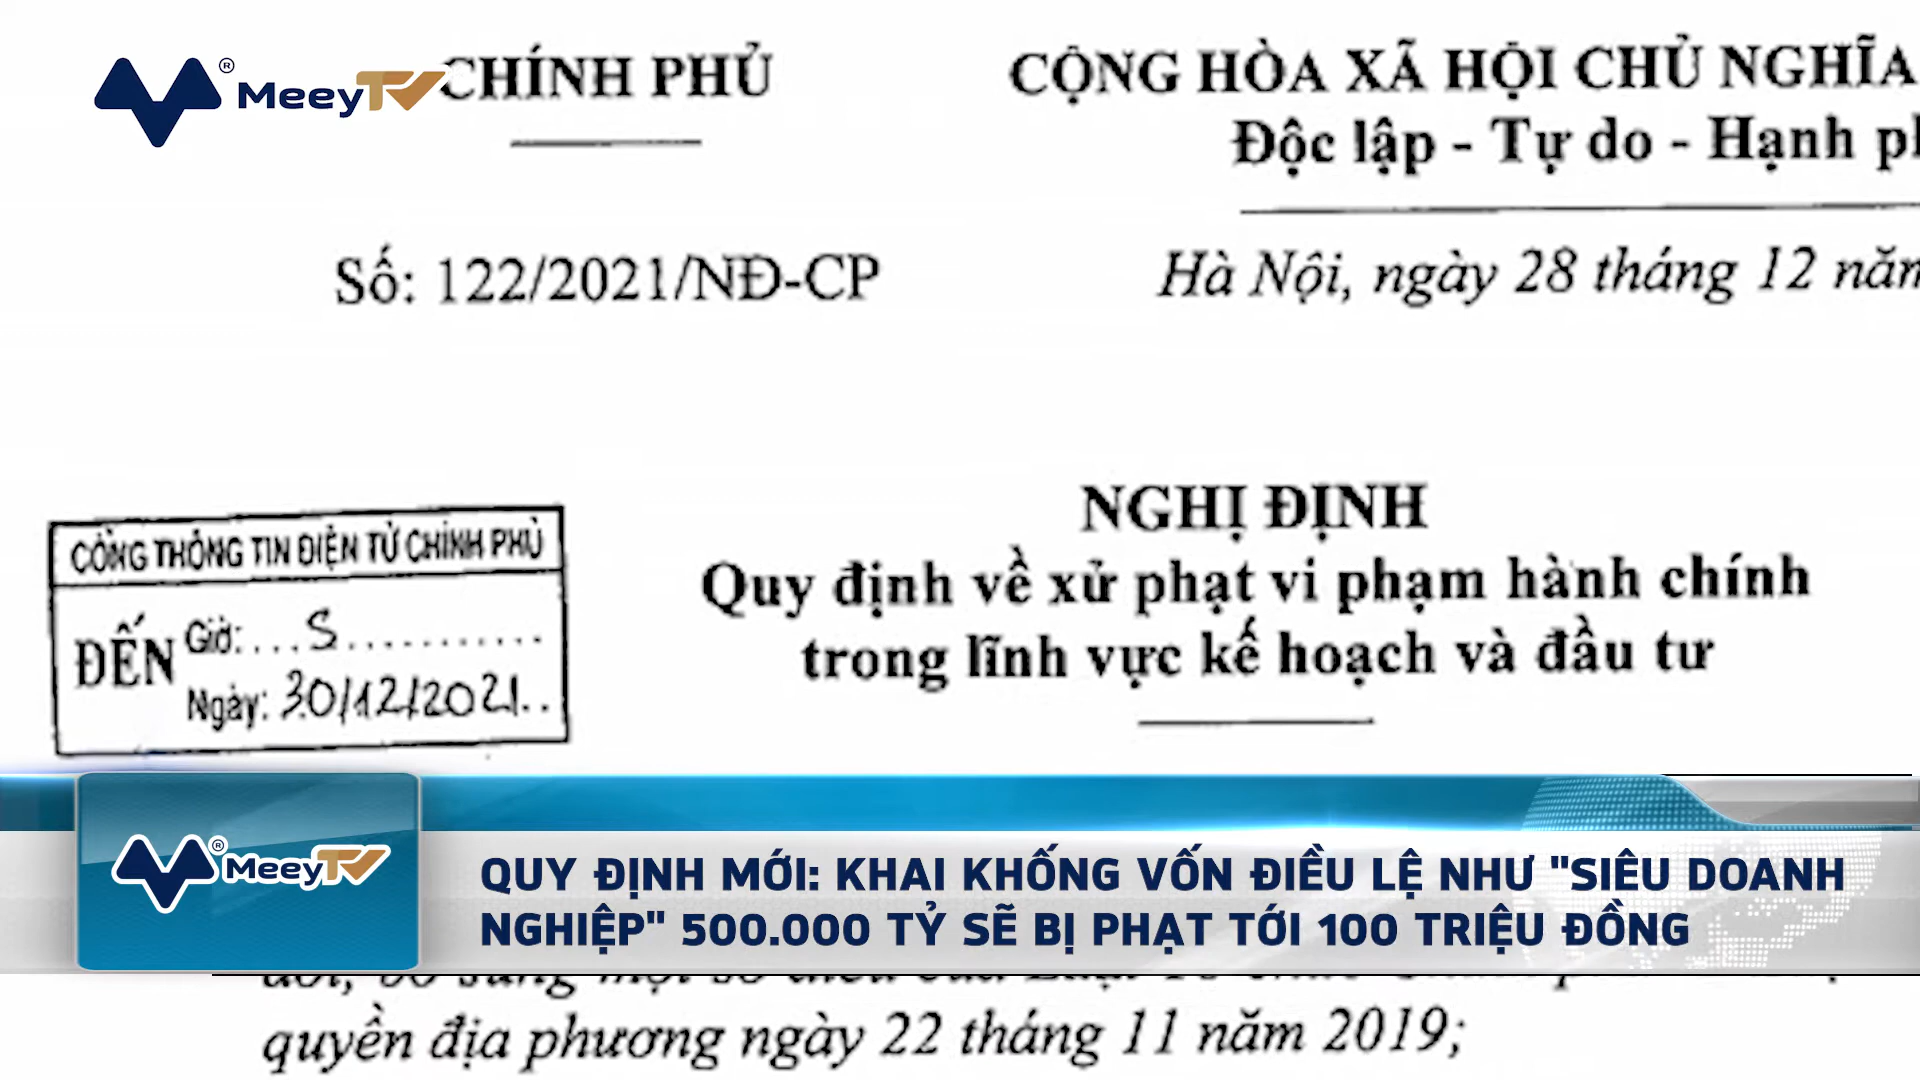 MeeyTV
CHÍNH PHỦ
CỘNG HÒA XÃ HỘI CHỦ NGHĨA
Độc lập - Tự do - Hạnh
Số: 122/2021/NĐ-CP
Hà Nội, ngày 28 tháng 12
NGHỊ ĐỊNH
Quy định về xử phạt vi phạm hành chính
trong lĩnh vực kế hoạch và đầu tư
CỔNG THÔNG TIN ĐIỆN TỬ CHÍNH PHỦ
ĐẾN
Giờ: ....S...........
Ngày: 30/12/2021..
MeeyTV
QUY ĐỊNH MỚI: KHAI KHỐNG VỐN ĐIỀU LỆ NHƯ "SIÊU DOANH
NGHIỆP" 500.000 TỶ SẼ BỊ PHẠT TỚI 100 TRIỆU ĐỒNG
quyền địa phương ngày 22 tháng 11 năm 2019;